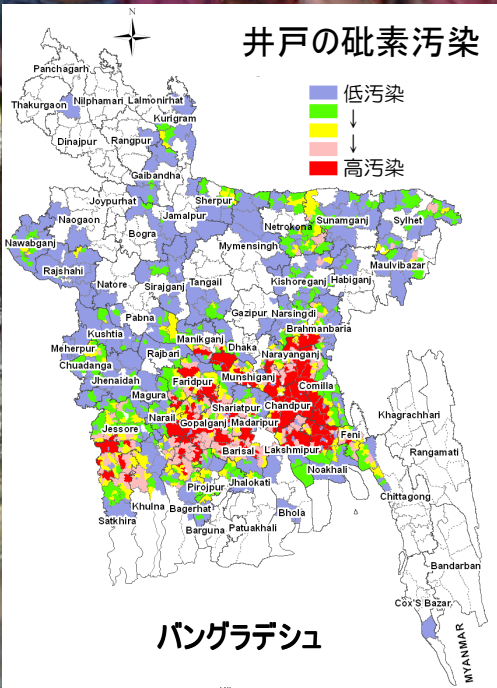 N
井戸の砒素汚染
低汚染
↓
↓
高汚染
Panchagarh
Thakurgaon
Nilphamari
Lalmonirhat
Kurigram
Dinajpur
Rangpur
Gaibandha
Joypurhat
Sherpur
Naogaon
Jamalpur
Netrokona
Sunamganj
Sylhet
Nawabganj
Bogra
Mymensingh
Maulvibazar
Rajshahi
Natore
Sirajganj
Tangail
Kishoreganj
Habiganj
Pabna
Gazipur
Narsingdi
Kushtia
Brahmanbaria
Meherpur
Manikganj
Dhaka
Chuadanga
Rajbari
Narayanganj
Jhenaidah
Faridpur
Munshiganj
Comilla
Magura
Shariatpur
Chandpur
Khagrachhari
Narail
Jessore
Gopalganj
Madaripur
Feni
Rangamati
Barisal
Lakshmipur
Noakhali
Pirojpur
Jhalokati
Chittagong
Khulna
Bagerhat
Bhola
Satkhira
Barguna
Patuakhali
Bandarban
Cox'S Bazar
MYANMAR
バングラデシュ